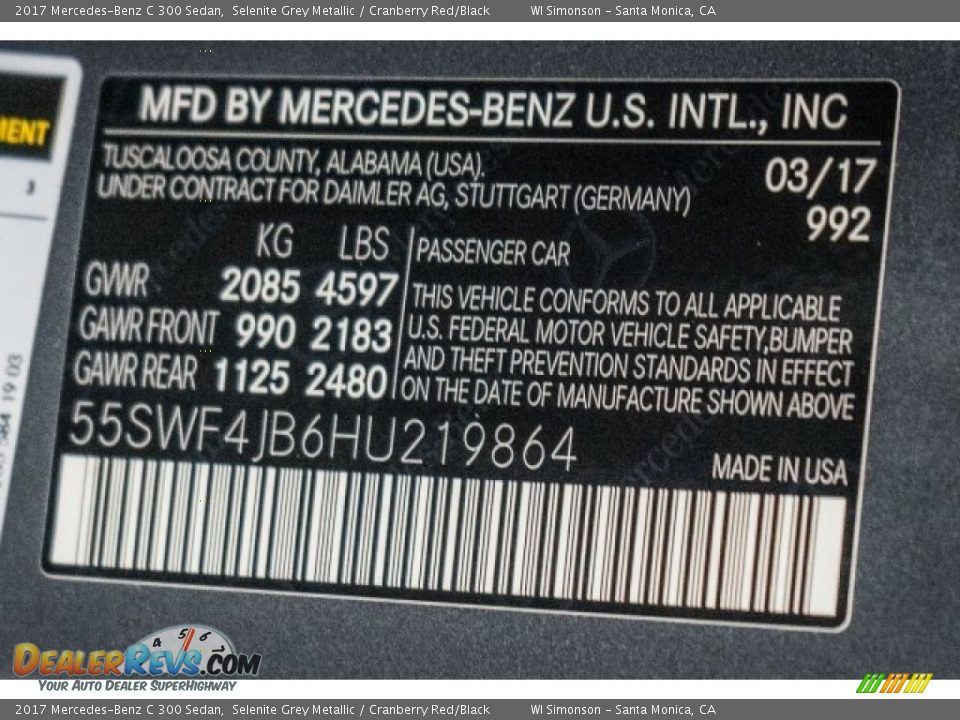 2017 Mercedes-Benz C 300 Sedan, Selenite Grey Metallic / Cranberry Red/Black WI Simonson - Santa Monica, CA
MENT
MFD BY MERCEDES-BENZ U.S. INTL., INC
TUSCALOOSA COUNTY, ALABAMA (USA).
UNDER CONTRACT FOR DAIMLER AG, STUTTGART (GERMANY)
03/17
992
KG LBS
GVWR 2085 4597
GAWR FRONT 990 2183
GAWR REAR 1125 2480
PASSENGER CAR
THIS VEHICLE CONFORMS TO ALL APPLICABLE
U.S. FEDERAL MOTOR VEHICLE SAFETY,BUMPER
AND THEFT PREVENTION STANDARDS IN EFFECT
ON THE DATE OF MANUFACTURE SHOWN ABOVE
55SWF4JB6HU219864
MADE IN USA
4 5 6
DEALERREVS.COM
YOUR AUTO DEALER SUPERHIGHWAY
2017 Mercedes-Benz C 300 Sedan, Selenite Grey Metallic / Cranberry Red/Black WI Simonson - Santa Monica, CA